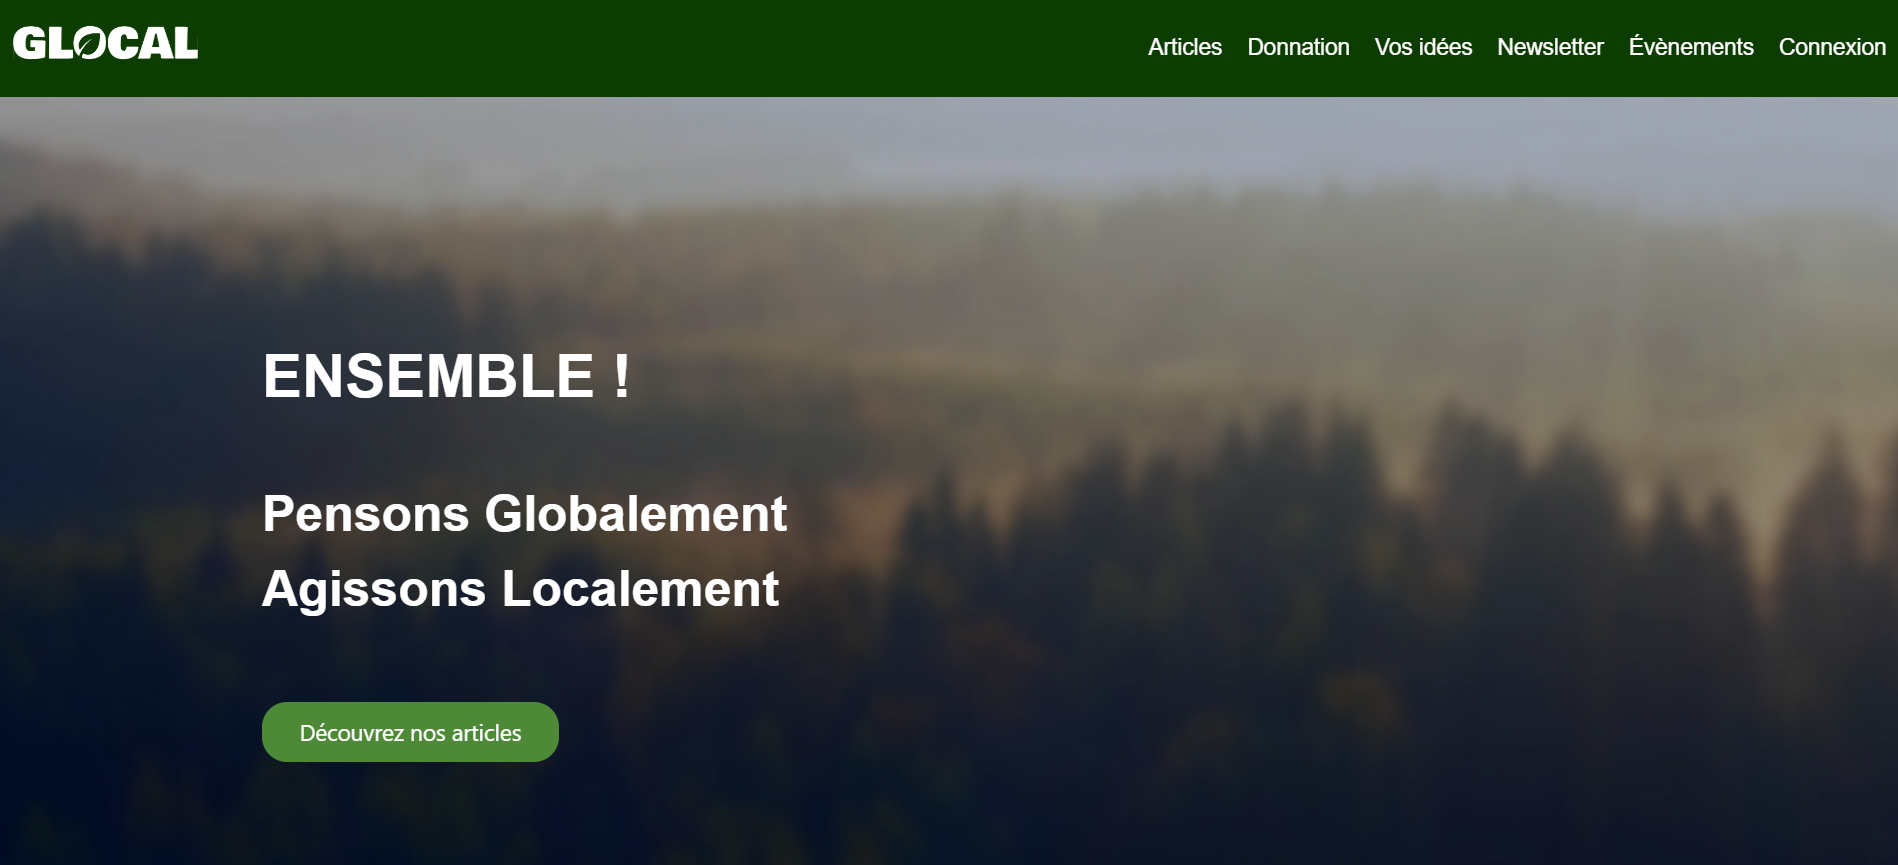 GLOCAL
Articles Donnation Vos idées Newsletter Évènements Connexion
ENSEMBLE !
Pensons Globalement
Agissons Localement
Découvrez nos articles